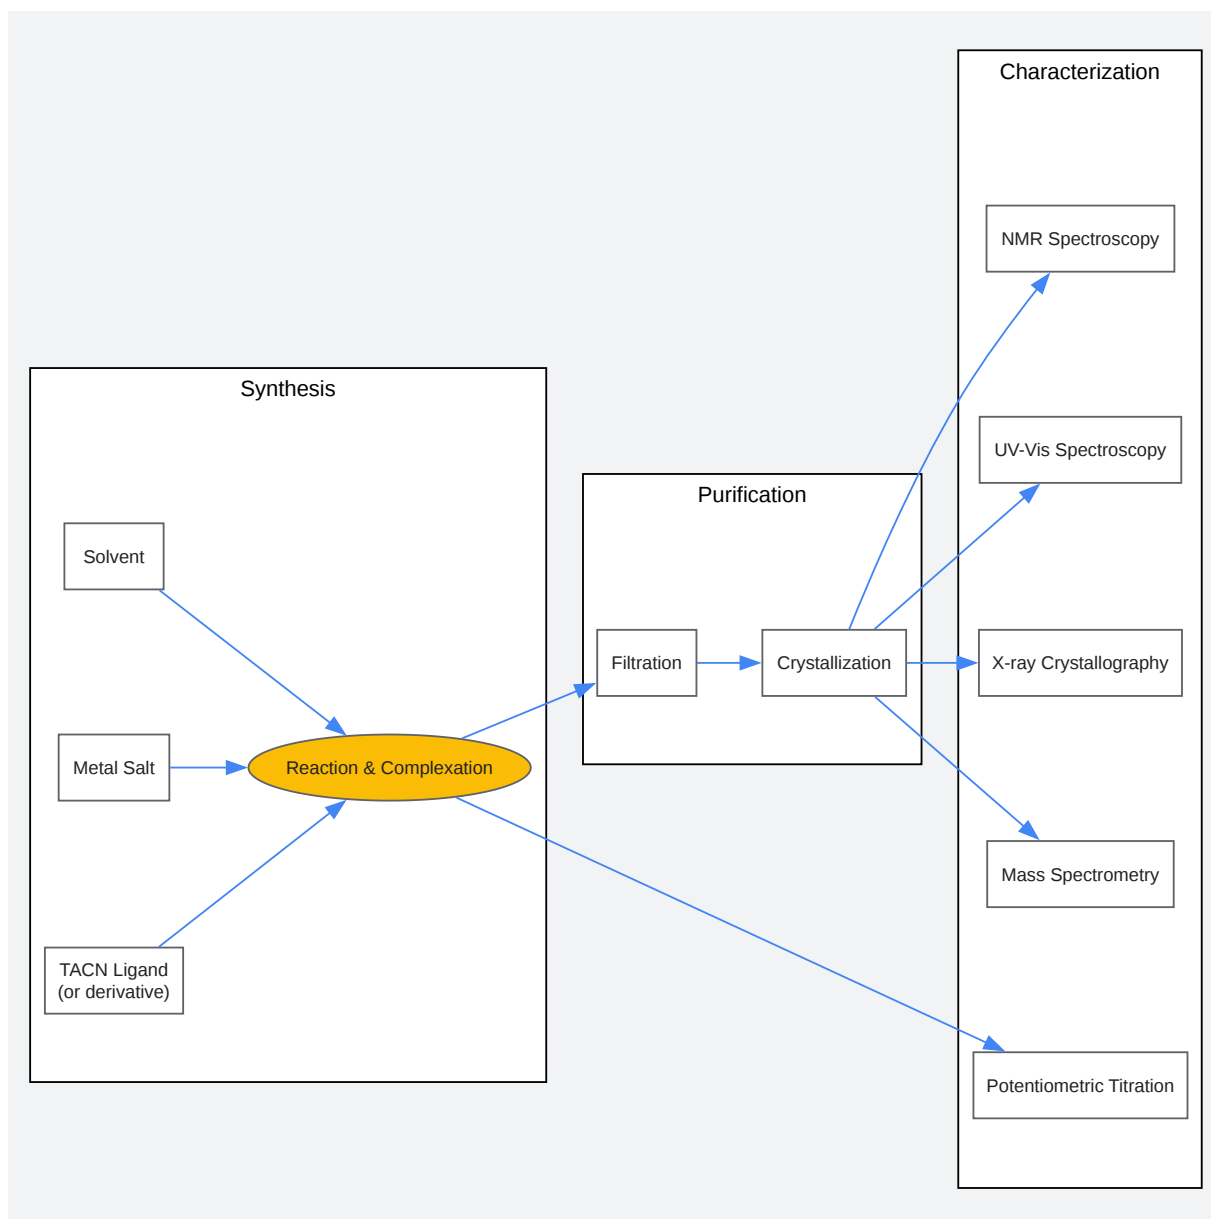 Synthesis
Solvent
Metal Salt
Reaction & Complexation
TACN Ligand
(or derivative)
Purification
Filtration
Crystallization
Characterization
NMR Spectroscopy
UV-Vis Spectroscopy
X-ray Crystallography
Mass Spectrometry
Potentiometric Titration